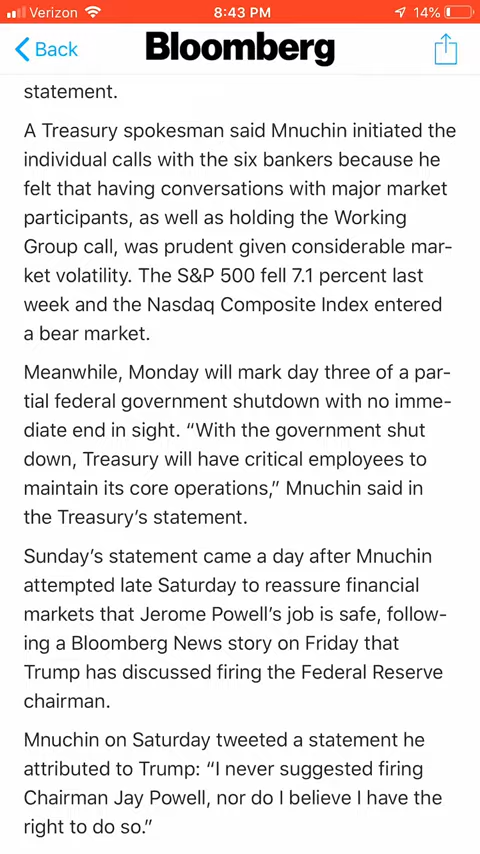 Verizon 8:43 PM 14%
Back Bloomberg
statement.
A Treasury spokesman said Mnuchin initiated the
individual calls with the six bankers because he
felt that having conversations with major market
participants, as well as holding the Working
Group call, was prudent given considerable mar-
ket volatility. The S&P 500 fell 7.1 percent last
week and the Nasdaq Composite Index entered
a bear market.
Meanwhile, Monday will mark day three of a par-
tial federal government shutdown with no imme-
diate end in sight. “With the government shut
down, Treasury will have critical employees to
maintain its core operations,” Mnuchin said in
the Treasury’s statement.
Sunday’s statement came a day after Mnuchin
attempted late Saturday to reassure financial
markets that Jerome Powell’s job is safe, follow-
ing a Bloomberg News story on Friday that
Trump has discussed firing the Federal Reserve
chairman.
Mnuchin on Saturday tweeted a statement he
attributed to Trump: “I never suggested firing
Chairman Jay Powell, nor do I believe I have the
right to do so.”